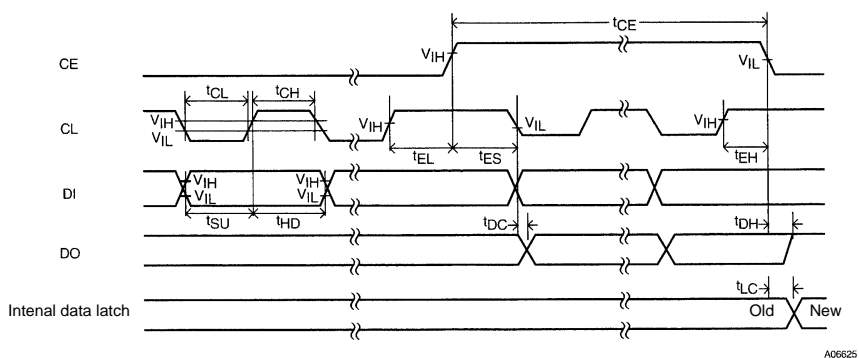 tCE
CE
VIH
VIL
tCL
tCH
CL
VIH
VIL
VIH
VIL
VIH
tEL
tES
tEH
DI
VIH
VIL
VIH
VIL
tSU
tHD
tDC
tDH
DO
tLC
Intenal data latch
Old
New
A06625